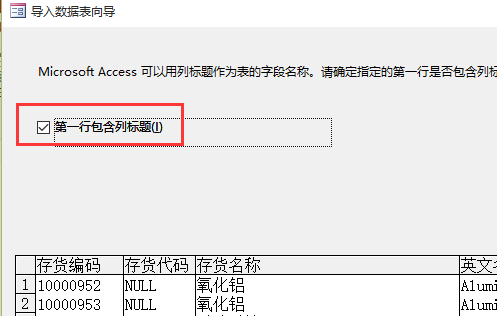 导入数据表向导
Microsoft Access 可以用列标题作为表的字段名称。请确定指定的第一行是否包含列标
第一行包含列标题(I)
存货编码 存货代码 存货名称 英文
1 10000952 NULL 氧化铝 Alumi
2 10000953 NULL 氧化铝 Alumi